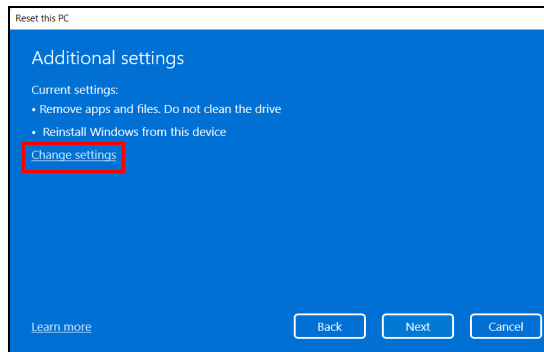 Reset this PC
Additional settings
Current settings:
• Remove apps and files. Do not clean the drive
• Reinstall Windows from this device
Change settings
Learn more
Back
Next
Cancel